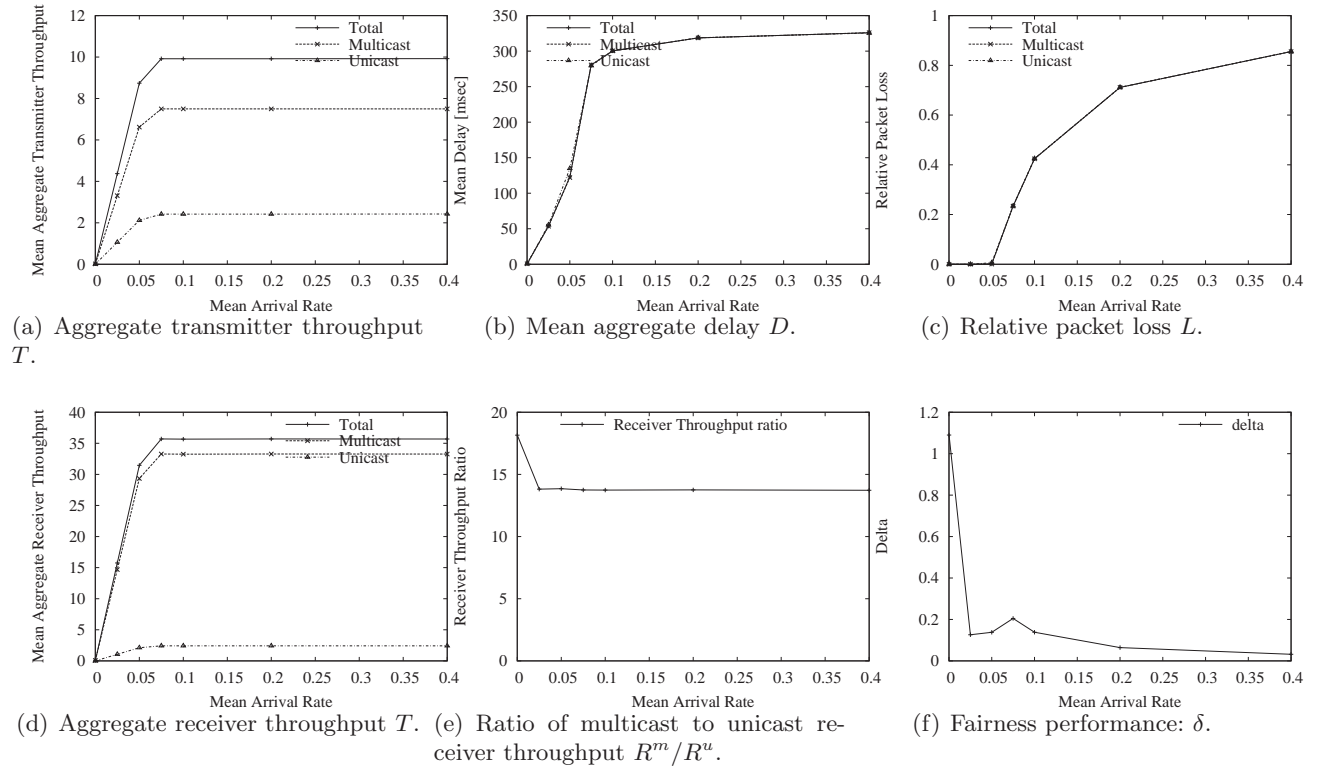 Mean Aggregate Transmitter Throughput
12
10
8
6
4
2
0
Total
Multicast
Unicast
0 0.05 0.1 0.15 0.2 0.25 0.3 0.35 0.4
Mean Arrival Rate
(a) Aggregate transmitter throughput
T.
Mean Delay [msec]
350
300
250
200
150
100
50
0
Total
Multicast
Unicast
0 0.05 0.1 0.15 0.2 0.25 0.3 0.35 0.4
Mean Arrival Rate
(b) Mean aggregate delay D.
Relative Packet Loss
1
0.8
0.6
0.4
0.2
0
Total
Multicast
Unicast
0 0.05 0.1 0.15 0.2 0.25 0.3 0.35 0.4
Mean Arrival Rate
(c) Relative packet loss L.
Mean Aggregate Receiver Throughput
40
35
30
25
20
15
10
5
0
Total
Multicast
Unicast
0 0.05 0.1 0.15 0.2 0.25 0.3 0.35 0.4
Mean Arrival Rate
(d) Aggregate receiver throughput T.
Receiver Throughput Ratio
20
15
10
5
0
Receiver Throughput ratio
0 0.05 0.1 0.15 0.2 0.25 0.3 0.35 0.4
Mean Arrival Rate
(e) Ratio of multicast to unicast re-
ceiver throughput R^m/R^u.
Delta
1.2
1
0.8
0.6
0.4
0.2
0
delta
0 0.05 0.1 0.15 0.2 0.25 0.3 0.35 0.4
Mean Arrival Rate
(f) Fairness performance: δ.